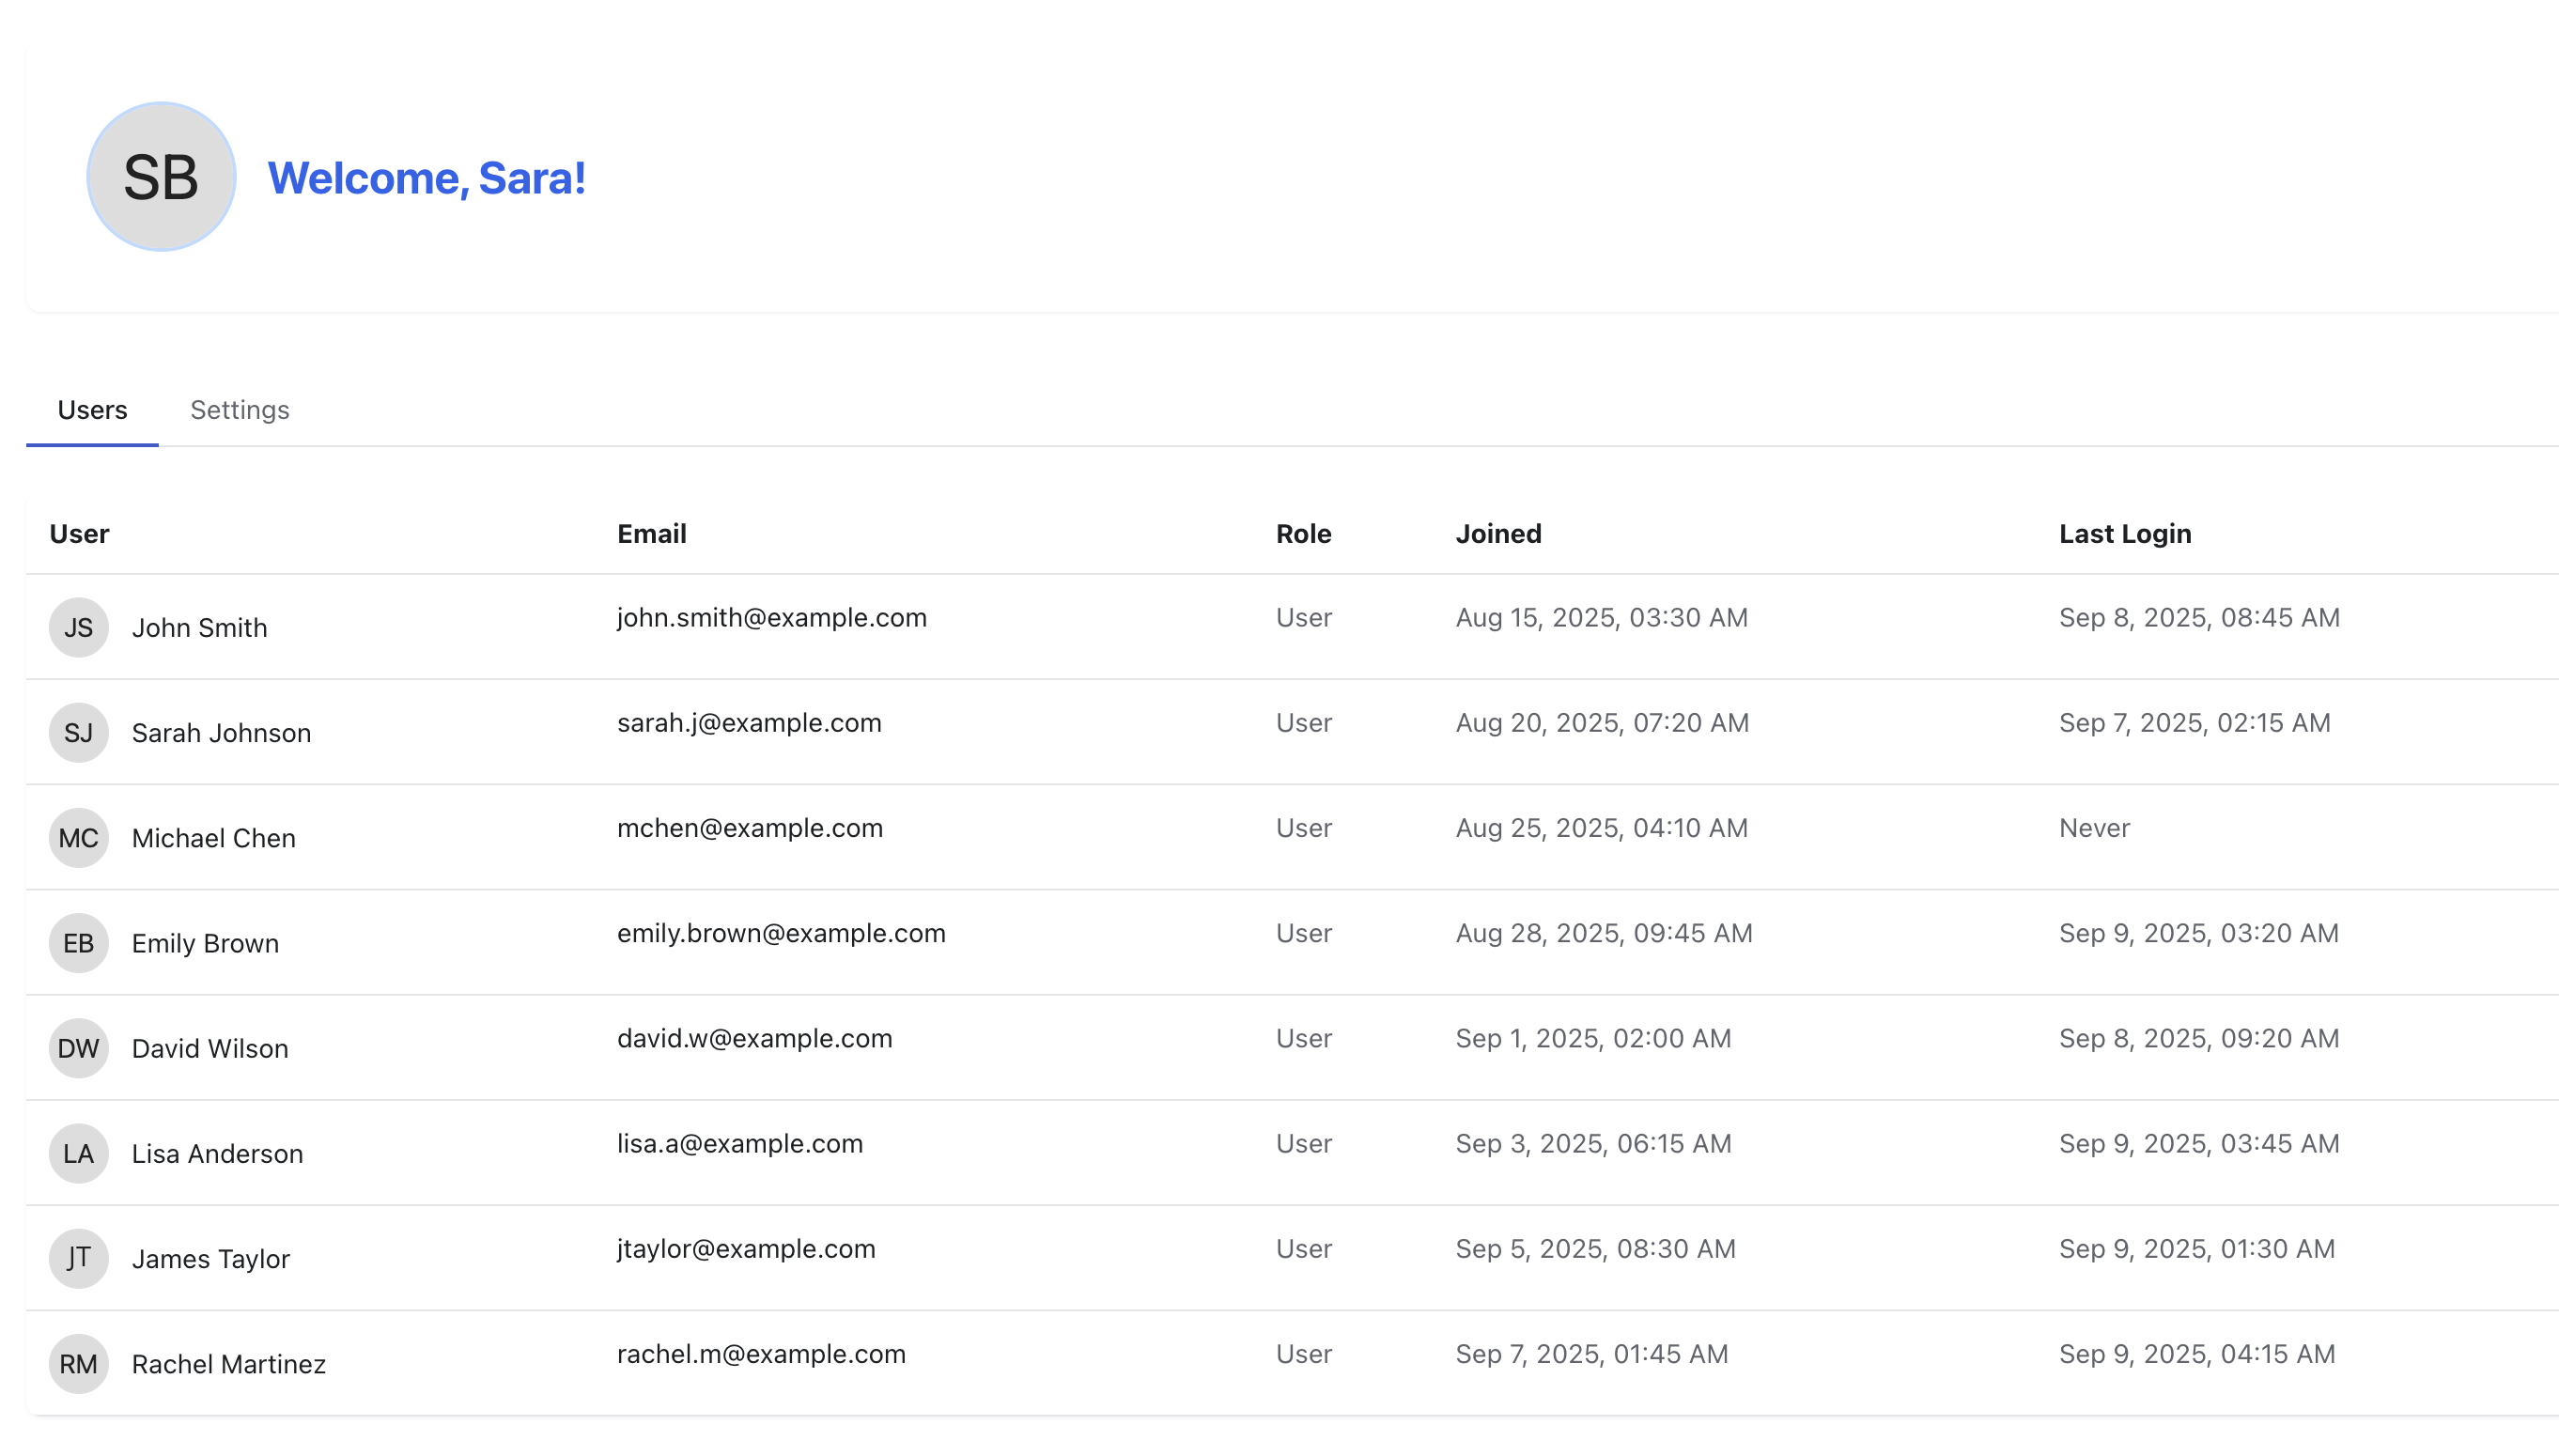 SB
Welcome, Sara!
Users Settings
User Email Role Joined Last Login
JS John Smith john.smith@example.com User Aug 15, 2025, 03:30 AM Sep 8, 2025, 08:45 AM
SJ Sarah Johnson sarah.j@example.com User Aug 20, 2025, 07:20 AM Sep 7, 2025, 02:15 AM
MC Michael Chen mchen@example.com User Aug 25, 2025, 04:10 AM Never
EB Emily Brown emily.brown@example.com User Aug 28, 2025, 09:45 AM Sep 9, 2025, 03:20 AM
DW David Wilson david.w@example.com User Sep 1, 2025, 02:00 AM Sep 8, 2025, 09:20 AM
LA Lisa Anderson lisa.a@example.com User Sep 3, 2025, 06:15 AM Sep 9, 2025, 03:45 AM
JT James Taylor jtaylor@example.com User Sep 5, 2025, 08:30 AM Sep 9, 2025, 01:30 AM
RM Rachel Martinez rachel.m@example.com User Sep 7, 2025, 01:45 AM Sep 9, 2025, 04:15 AM